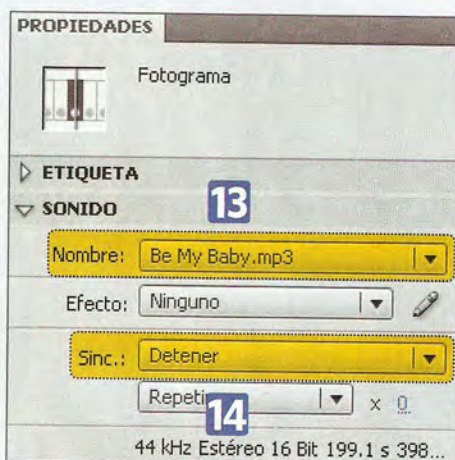 PROPIEDADES
Fotograma
ETIQUETA
13
SONIDO
Nombre: Be My Baby.mp3
Efecto: Ninguno
Sinc.: Detener
x 0
14
44 kHz Estéreo 16 Bit 199.1 s 398...